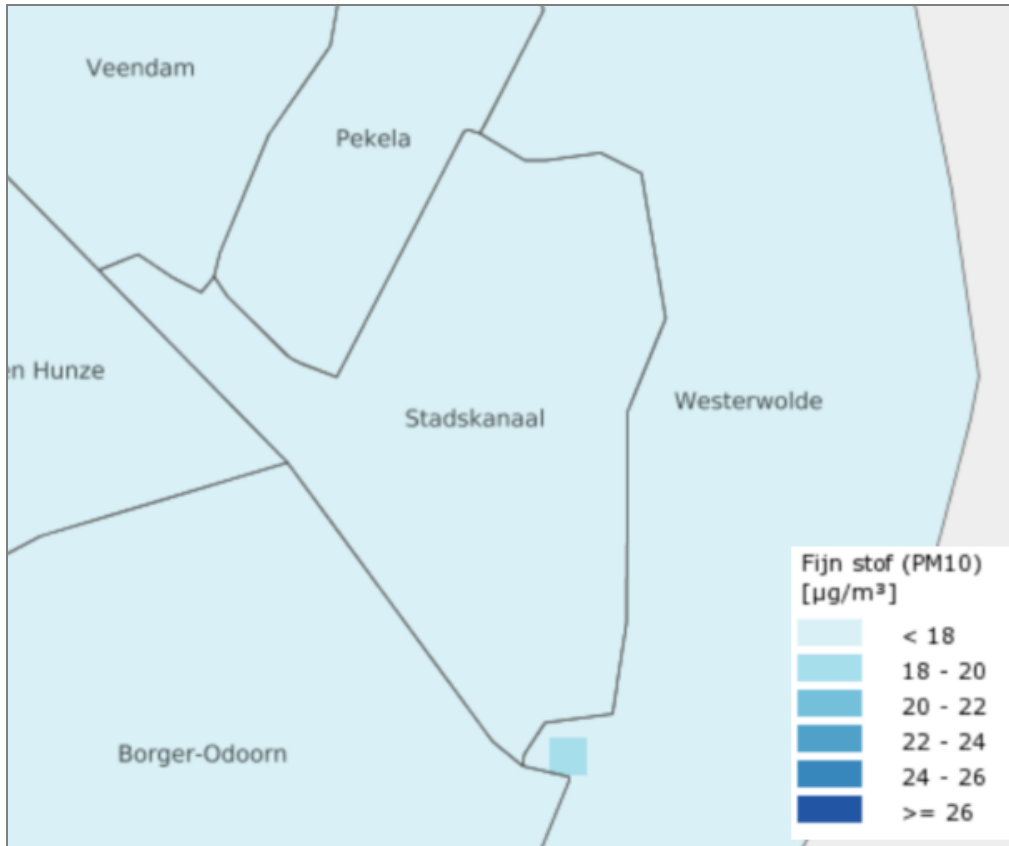 Veendam
Pekela
en Hunze
Stadskanaal
Westerwolde
Borger-Odoorn
Fijn stof (PM10)
[µg/m³]
< 18
18 - 20
20 - 22
22 - 24
24 - 26
>= 26